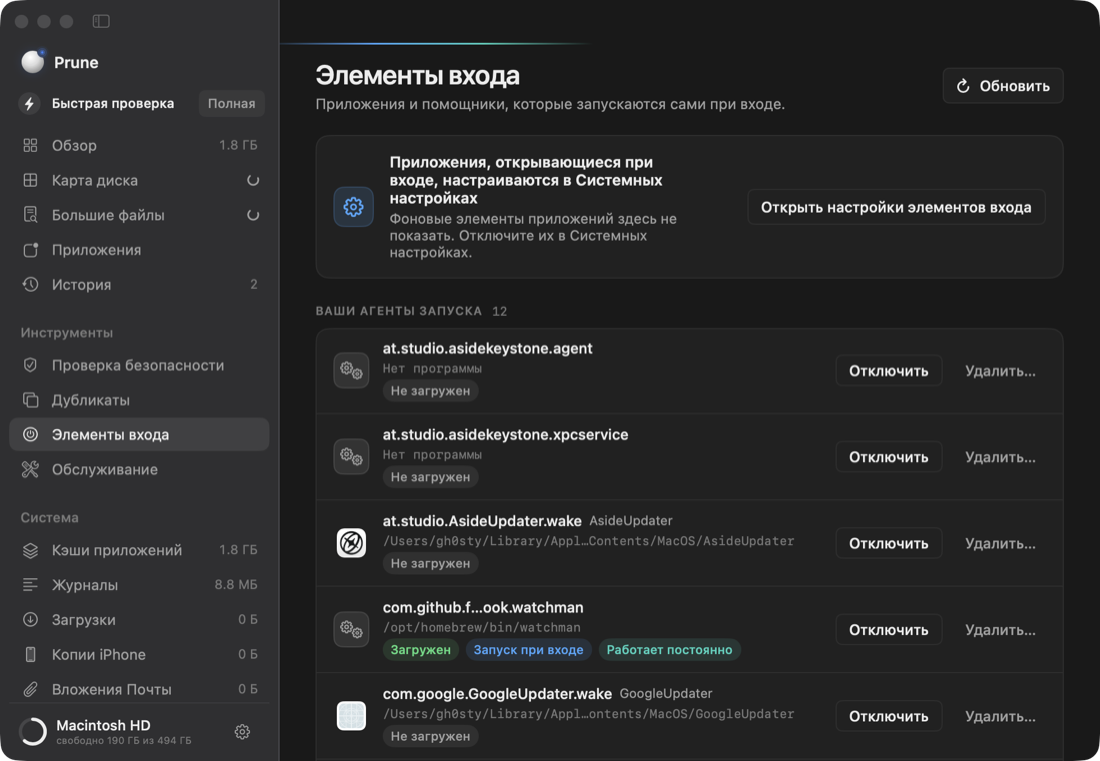 Prune
Быстрая проверка
Полная
Обзор
1.8 ГБ
Карта диска
Большие файлы
Приложения
История
2
Инструменты
Проверка безопасности
Дубликаты
Элементы входа
Обслуживание
Система
Кэши приложений
1.8 ГБ
Журналы
8.8 МБ
Загрузки
0 Б
Копии iPhone
0 Б
Вложения Почты
0 Б
Macintosh HD
свободно 190 ГБ из 494 ГБ
Элементы входа
Приложения и помощники, которые запускаются сами при входе.
Обновить
Приложения, открывающиеся при
входе, настраиваются в Системных
настройках
Фоновые элементы приложений здесь не
показать. Отключите их в Системных
настройках.
Открыть настройки элементов входа
ВАШИ АГЕНТЫ ЗАПУСКА 12
at.studio.asidekeystone.agent
Нет программы
Не загружен
Отключить
Удалить...
at.studio.asidekeystone.xpcservice
Нет программы
Не загружен
Отключить
Удалить...
at.studio.AsideUpdater.wake AsideUpdater
/Users/gh0sty/Library/Appl…Contents/MacOS/AsideUpdater
Не загружен
Отключить
Удалить...
com.github.f...ook.watchman
/opt/homebrew/bin/watchman
Загружен
Запуск при входе
Работает постоянно
Отключить
Удалить...
com.google.GoogleUpdater.wake GoogleUpdater
/Users/gh0sty/Library/Appl…ontents/MacOS/GoogleUpdater
Не загружен
Отключить
Удалить...